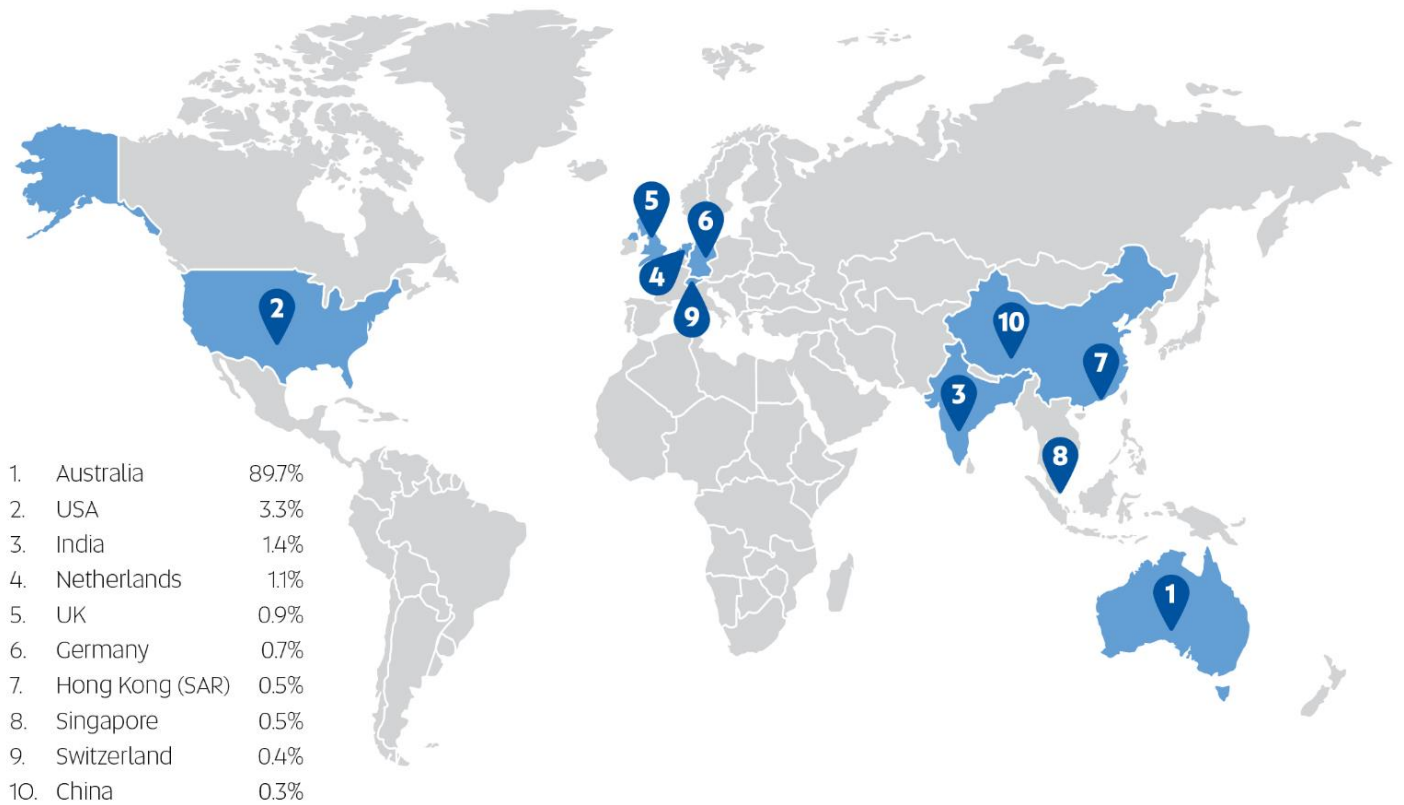 5
6
4
2
9
10
7
3
8
1
1. Australia 89.7%
2. USA 3.3%
3. India 1.4%
4. Netherlands 1.1%
5. UK 0.9%
6. Germany 0.7%
7. Hong Kong (SAR) 0.5%
8. Singapore 0.5%
9. Switzerland 0.4%
10. China 0.3%